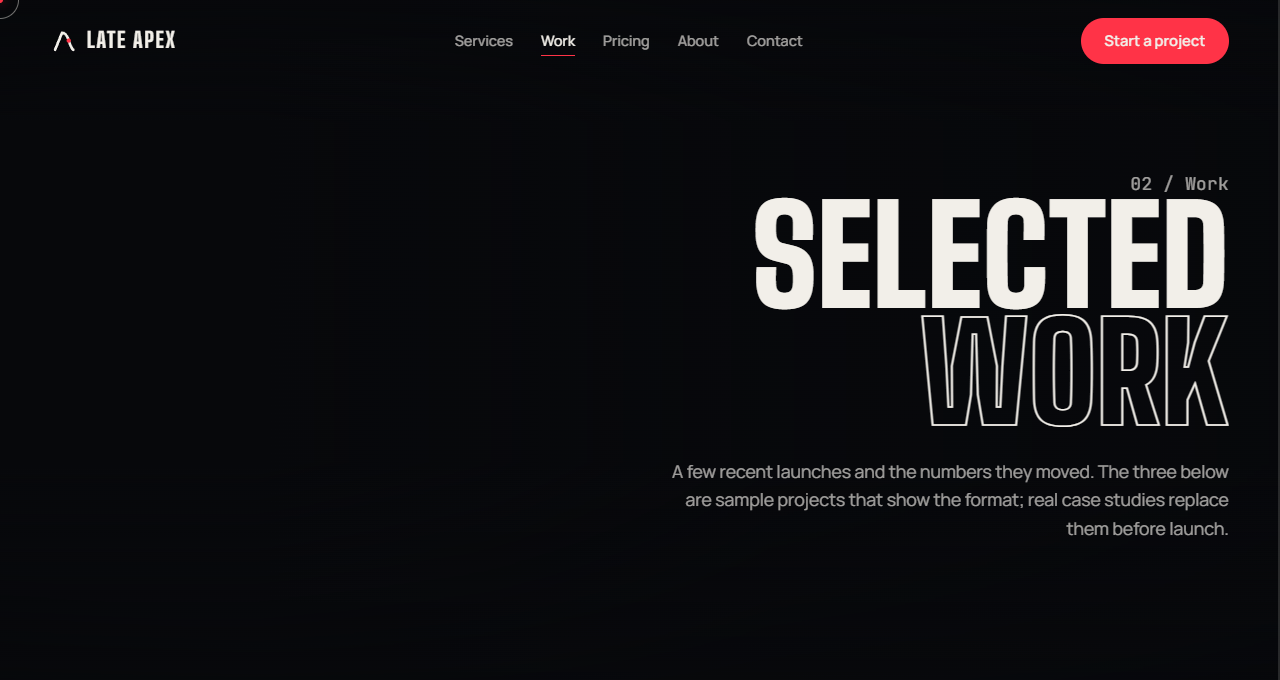 LATE APEX
Services
Work
Pricing
About
Contact
Start a project
02 / Work
SELECTED
WORK
A few recent launches and the numbers they moved. The three below
are sample projects that show the format; real case studies replace
them before launch.